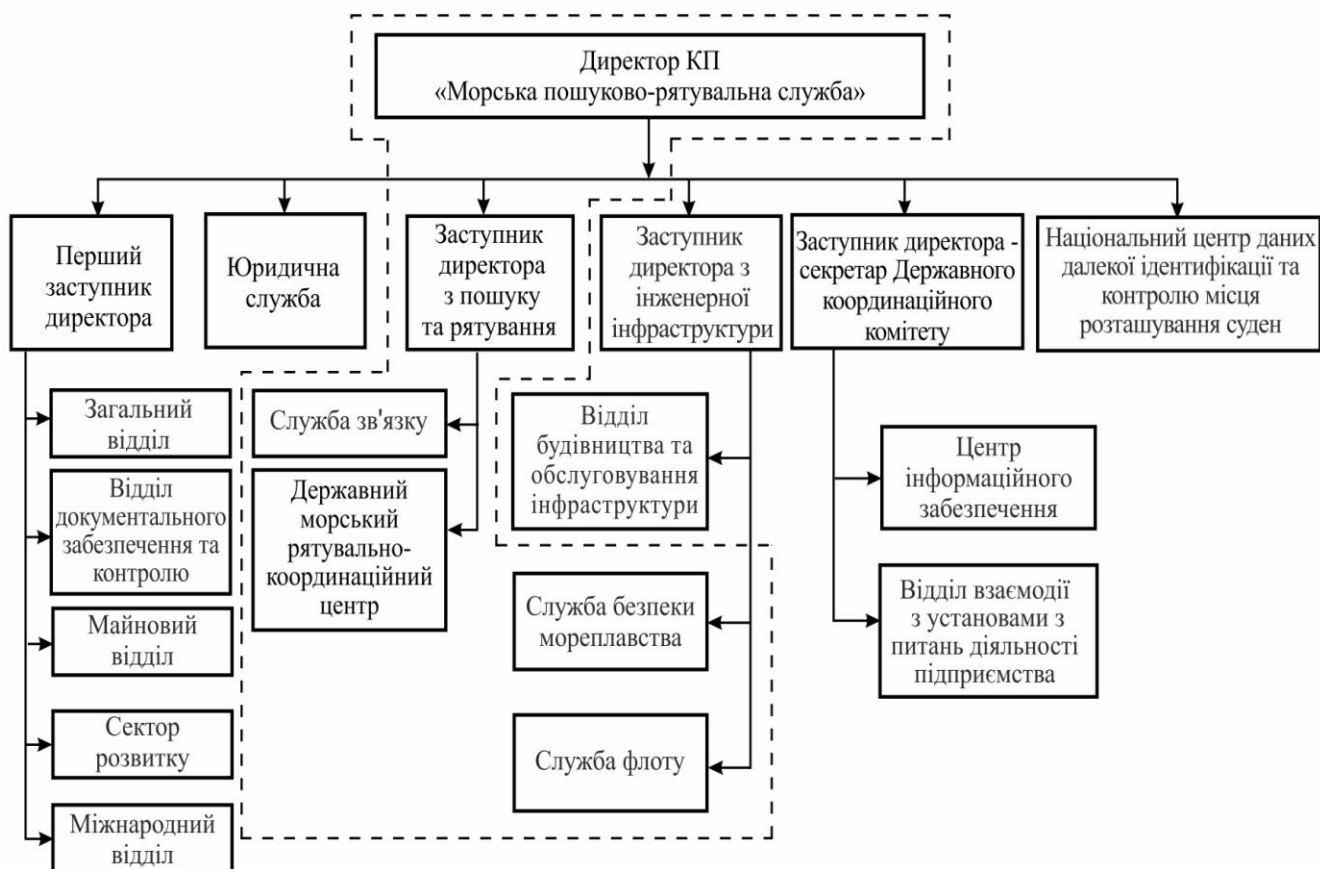 Директор КП
«Морська пошуково-рятувальна служба»
Перший
заступник
директора
Юридична
служба
Заступник
директора
з пошуку
та рятування
Заступник
директора з
інженерної
інфраструктури
Заступник директора -
секретар Державного
координаційного
комітету
Національний центр даних
далекої ідентифікації та
контролю місця
розташування суден
Загальний
відділ
Відділ
документального
забезпечення та
контролю
Майновий
відділ
Сектор
розвитку
Міжнародний
відділ
Служба зв'язку
Державний
морський
рятувально-
координаційний
центр
Відділ
будівництва та
обслуговування
інфраструктури
Служба безпеки
мореплавства
Служба флоту
Центр
інформаційного
забезпечення
Відділ взаємодії
з установами з
питань діяльності
підприємства